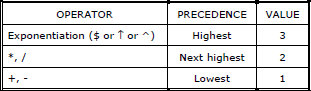 OPERATOR PRECEDENCE VALUE
Exponentiation ($ or ↑ or ^) Highest 3
*, / Next highest 2
+, - Lowest 1